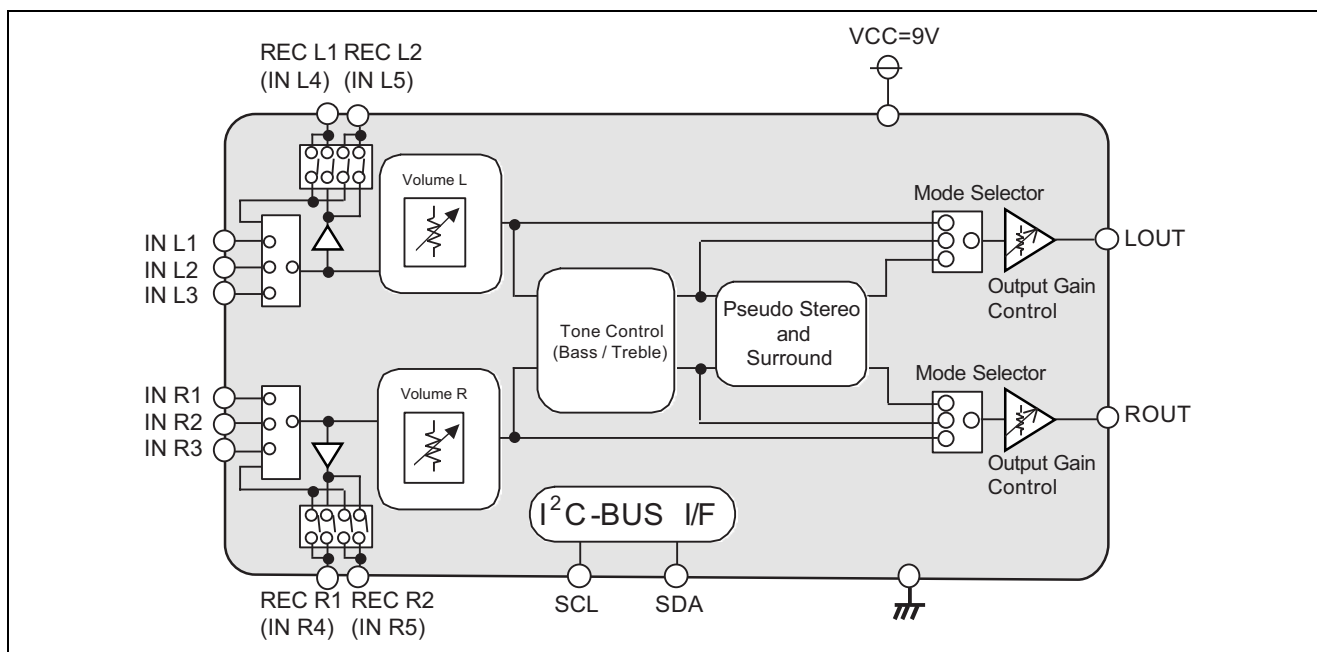 REC L1 REC L2
(IN L4) (IN L5)
VCC=9V
Volume L
Mode Selector
IN L1
IN L2
IN L3
LOUT
Output Gain
Control
Tone Control
(Bass / Treble)
Pseudo Stereo
and
Surround
IN R1
IN R2
IN R3
Volume R
Mode Selector
ROUT
Output Gain
Control
I²C-BUS I/F
REC R1 REC R2
(IN R4) (IN R5)
SCL
SDA